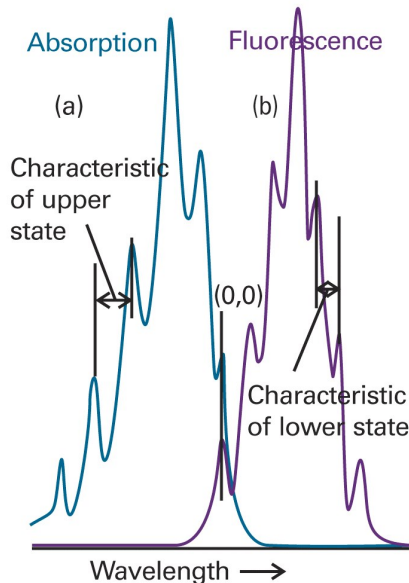 Absorption
Fluorescence
(a)
(b)
Characteristic
of upper
state
(0,0)
Characteristic
of lower state
Wavelength →